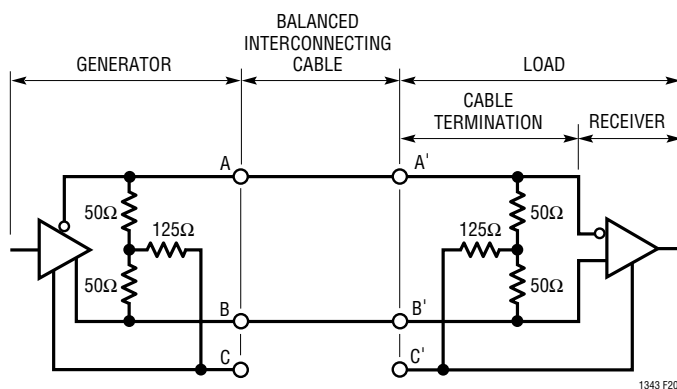 BALANCED
INTERCONNECTING
CABLE
GENERATOR
LOAD
CABLE
TERMINATION
RECEIVER
A
A'
50Ω
125Ω
50Ω
125Ω
50Ω
50Ω
B
B'
C
C'
1343 F20